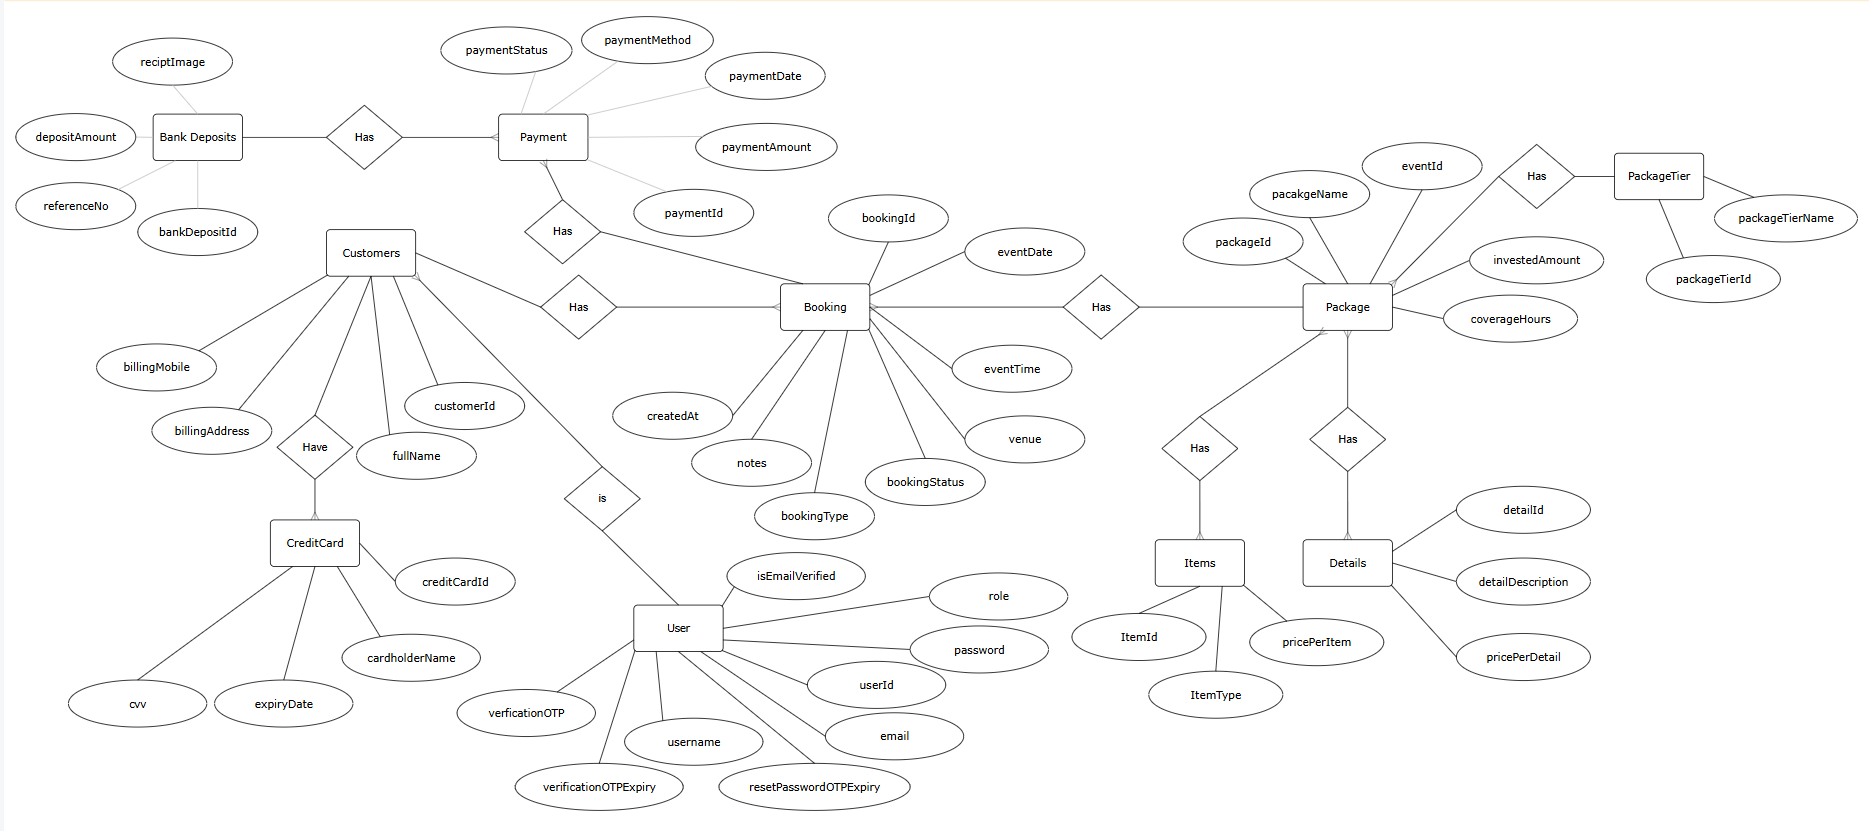 paymentStatus
paymentMethod
reciptImage
paymentDate
depositAmount
Bank Deposits
Has
Payment
paymentAmount
eventId
Has
PackageTier
pacakgeName
referenceNo
bankDepositId
paymentId
bookingId
packageTierName
Has
packageId
Customers
eventDate
investedAmount
packageTierId
Has
Booking
Has
Package
coverageHours
billingMobile
eventTime
customerId
createdAt
billingAddress
Have
fullName
notes
venue
Has
Has
bookingStatus
is
bookingType
detailId
CreditCard
Items
Details
creditCardId
isEmailVerified
detailDescription
role
User
ItemId
pricePerItem
password
cardholderName
pricePerDetail
userId
ItemType
cvv
expiryDate
verficationOTP
username
email
verificationOTPExpiry
resetPasswordOTPExpiry